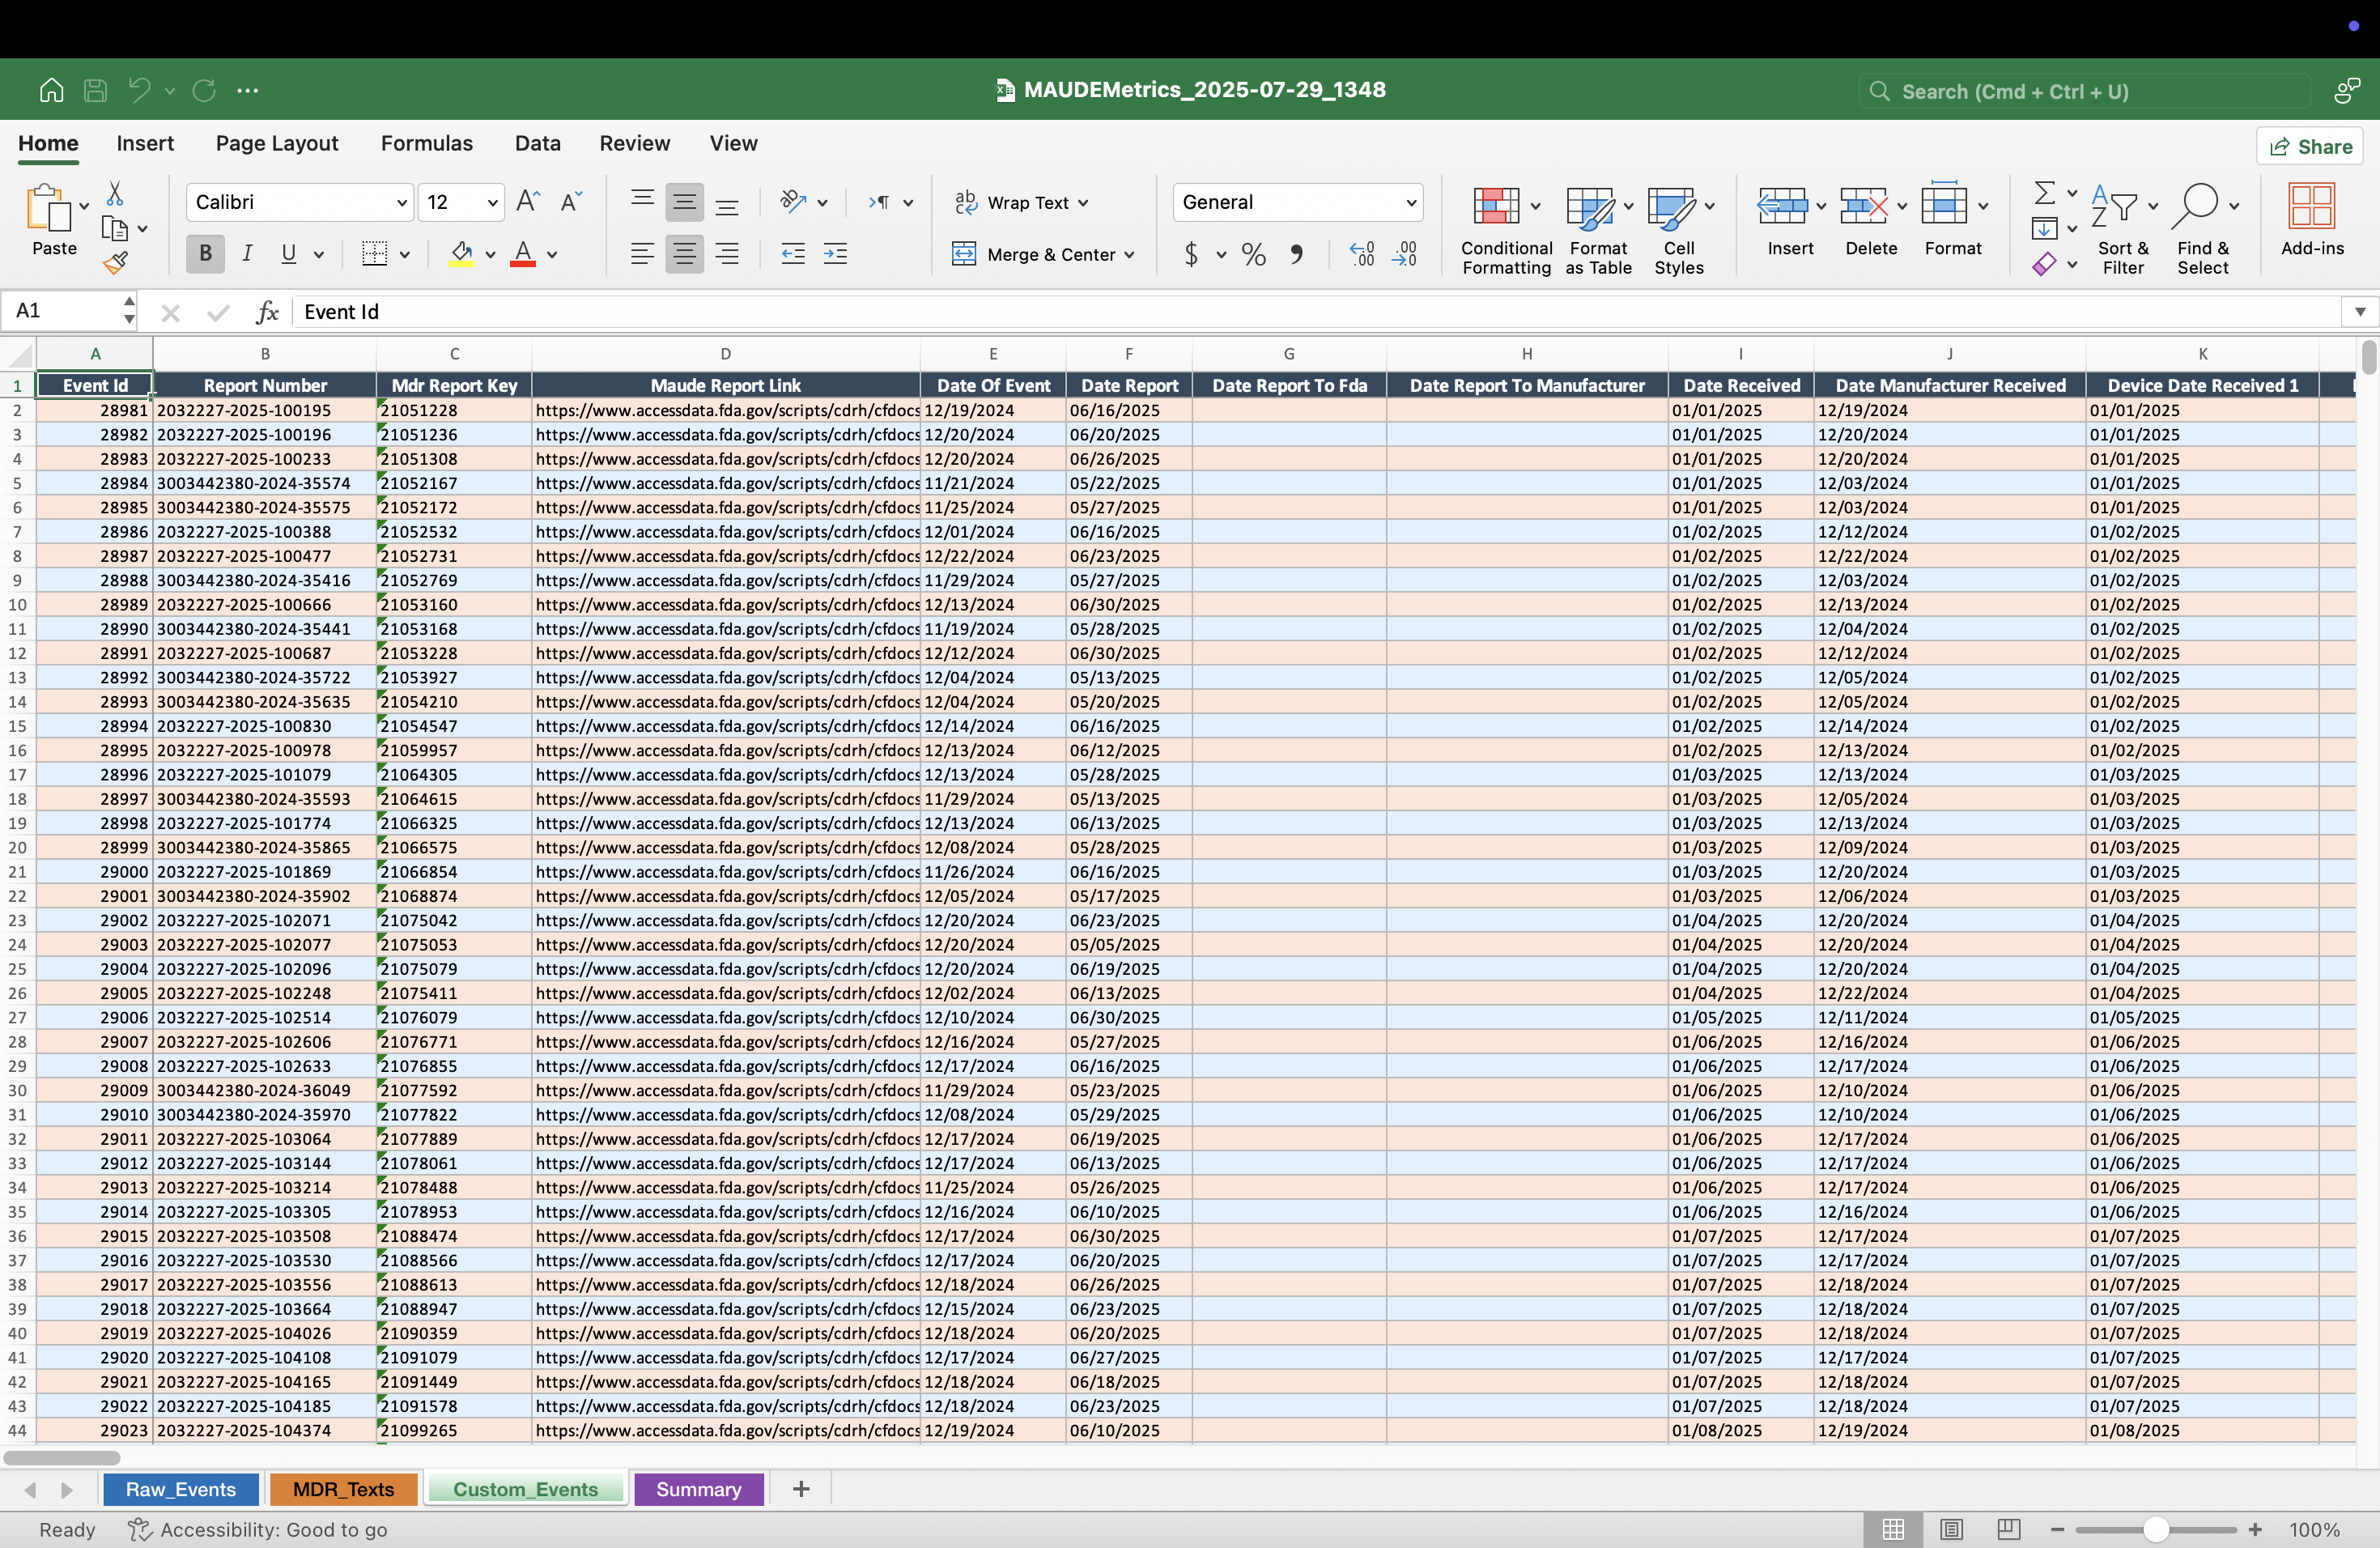 MAUDEMetrics_2025-07-29_1348
Search (Cmd + Ctrl + U)
Home Insert Page Layout Formulas Data Review View Share
Paste
Calibri 12
B I U A
ab Wrap Text
Merge & Center
General
$ %
Conditional Formatting
Format as Table
Cell Styles
Insert
Delete
Format
Sort & Filter
Find & Select
Add-ins
A1 fx Event Id
A B C D E F G H I J K
1 Event Id Report Number Mdr Report Key Maude Report Link Date Of Event Date Report Date Report To Fda Date Report To Manufacturer Date Received Date Manufacturer Received Device Date Received 1
2 28981 2032227-2025-100195 21051228 https://www.accessdata.fda.gov/scripts/cdrh/cfdocs 12/19/2024 06/16/2025 01/01/2025 12/19/2024 01/01/2025
3 28982 2032227-2025-100196 21051236 https://www.accessdata.fda.gov/scripts/cdrh/cfdocs 12/20/2024 06/20/2025 01/01/2025 12/20/2024 01/01/2025
4 28983 2032227-2025-100233 21051308 https://www.accessdata.fda.gov/scripts/cdrh/cfdocs 12/20/2024 06/26/2025 01/01/2025 12/20/2024 01/01/2025
5 28984 3003442380-2024-35574 21052167 https://www.accessdata.fda.gov/scripts/cdrh/cfdocs 11/21/2024 05/22/2025 01/01/2025 12/03/2024 01/01/2025
6 28985 3003442380-2024-35575 21052172 https://www.accessdata.fda.gov/scripts/cdrh/cfdocs 11/25/2024 05/27/2025 01/01/2025 12/03/2024 01/01/2025
7 28986 2032227-2025-100388 21052532 https://www.accessdata.fda.gov/scripts/cdrh/cfdocs 12/01/2024 06/16/2025 01/02/2025 12/12/2024 01/02/2025
8 28987 2032227-2025-100477 21052731 https://www.accessdata.fda.gov/scripts/cdrh/cfdocs 12/22/2024 06/23/2025 01/02/2025 12/22/2024 01/02/2025
9 28988 3003442380-2024-35416 21052769 https://www.accessdata.fda.gov/scripts/cdrh/cfdocs 11/29/2024 05/27/2025 01/02/2025 12/03/2024 01/02/2025
10 28989 2032227-2025-100666 21053160 https://www.accessdata.fda.gov/scripts/cdrh/cfdocs 12/13/2024 06/30/2025 01/02/2025 12/13/2024 01/02/2025
11 28990 3003442380-2024-35441 21053168 https://www.accessdata.fda.gov/scripts/cdrh/cfdocs 11/19/2024 05/28/2025 01/02/2025 12/04/2024 01/02/2025
12 28991 2032227-2025-100687 21053228 https://www.accessdata.fda.gov/scripts/cdrh/cfdocs 12/12/2024 06/30/2025 01/02/2025 12/12/2024 01/02/2025
13 28992 3003442380-2024-35722 21053927 https://www.accessdata.fda.gov/scripts/cdrh/cfdocs 12/04/2024 05/13/2025 01/02/2025 12/05/2024 01/02/2025
14 28993 3003442380-2024-35635 21054210 https://www.accessdata.fda.gov/scripts/cdrh/cfdocs 12/04/2024 05/20/2025 01/02/2025 12/05/2024 01/02/2025
15 28994 2032227-2025-100830 21054547 https://www.accessdata.fda.gov/scripts/cdrh/cfdocs 12/14/2024 06/16/2025 01/02/2025 12/14/2024 01/02/2025
16 28995 2032227-2025-100978 21059957 https://www.accessdata.fda.gov/scripts/cdrh/cfdocs 12/13/2024 06/12/2025 01/02/2025 12/13/2024 01/02/2025
17 28996 2032227-2025-101079 21064305 https://www.accessdata.fda.gov/scripts/cdrh/cfdocs 12/13/2024 05/28/2025 01/03/2025 12/13/2024 01/03/2025
18 28997 3003442380-2024-35593 21064615 https://www.accessdata.fda.gov/scripts/cdrh/cfdocs 11/29/2024 05/13/2025 01/03/2025 12/05/2024 01/03/2025
19 28998 2032227-2025-101774 21066325 https://www.accessdata.fda.gov/scripts/cdrh/cfdocs 12/13/2024 06/13/2025 01/03/2025 12/13/2024 01/03/2025
20 28999 3003442380-2024-35865 21066575 https://www.accessdata.fda.gov/scripts/cdrh/cfdocs 12/08/2024 05/28/2025 01/03/2025 12/09/2024 01/03/2025
21 29000 2032227-2025-101869 21066854 https://www.accessdata.fda.gov/scripts/cdrh/cfdocs 11/26/2024 06/16/2025 01/03/2025 12/20/2024 01/03/2025
22 29001 3003442380-2024-35902 21068874 https://www.accessdata.fda.gov/scripts/cdrh/cfdocs 12/05/2024 05/17/2025 01/03/2025 12/06/2024 01/03/2025
23 29002 2032227-2025-102071 21075042 https://www.accessdata.fda.gov/scripts/cdrh/cfdocs 12/20/2024 06/23/2025 01/04/2025 12/20/2024 01/04/2025
24 29003 2032227-2025-102077 21075053 https://www.accessdata.fda.gov/scripts/cdrh/cfdocs 12/20/2024 05/05/2025 01/04/2025 12/20/2024 01/04/2025
25 29004 2032227-2025-102096 21075079 https://www.accessdata.fda.gov/scripts/cdrh/cfdocs 12/20/2024 06/19/2025 01/04/2025 12/20/2024 01/04/2025
26 29005 2032227-2025-102248 21075411 https://www.accessdata.fda.gov/scripts/cdrh/cfdocs 12/02/2024 06/13/2025 01/04/2025 12/22/2024 01/04/2025
27 29006 2032227-2025-102514 21076079 https://www.accessdata.fda.gov/scripts/cdrh/cfdocs 12/10/2024 06/30/2025 01/05/2025 12/11/2024 01/05/2025
28 29007 2032227-2025-102606 21076771 https://www.accessdata.fda.gov/scripts/cdrh/cfdocs 12/16/2024 05/27/2025 01/06/2025 12/16/2024 01/06/2025
29 29008 2032227-2025-102633 21076855 https://www.accessdata.fda.gov/scripts/cdrh/cfdocs 12/17/2024 06/16/2025 01/06/2025 12/17/2024 01/06/2025
30 29009 3003442380-2024-36049 21077592 https://www.accessdata.fda.gov/scripts/cdrh/cfdocs 11/29/2024 05/23/2025 01/06/2025 12/10/2024 01/06/2025
31 29010 3003442380-2024-35970 21077822 https://www.accessdata.fda.gov/scripts/cdrh/cfdocs 12/08/2024 05/29/2025 01/06/2025 12/10/2024 01/06/2025
32 29011 2032227-2025-103064 21077889 https://www.accessdata.fda.gov/scripts/cdrh/cfdocs 12/17/2024 06/19/2025 01/06/2025 12/17/2024 01/06/2025
33 29012 2032227-2025-103144 21078061 https://www.accessdata.fda.gov/scripts/cdrh/cfdocs 12/17/2024 06/13/2025 01/06/2025 12/17/2024 01/06/2025
34 29013 2032227-2025-103214 21078488 https://www.accessdata.fda.gov/scripts/cdrh/cfdocs 11/25/2024 05/26/2025 01/06/2025 12/17/2024 01/06/2025
35 29014 2032227-2025-103305 21078953 https://www.accessdata.fda.gov/scripts/cdrh/cfdocs 12/16/2024 06/10/2025 01/06/2025 12/16/2024 01/06/2025
36 29015 2032227-2025-103508 21088474 https://www.accessdata.fda.gov/scripts/cdrh/cfdocs 12/17/2024 06/30/2025 01/07/2025 12/17/2024 01/07/2025
37 29016 2032227-2025-103530 21088566 https://www.accessdata.fda.gov/scripts/cdrh/cfdocs 12/17/2024 06/20/2025 01/07/2025 12/17/2024 01/07/2025
38 29017 2032227-2025-103556 21088613 https://www.accessdata.fda.gov/scripts/cdrh/cfdocs 12/18/2024 06/26/2025 01/07/2025 12/18/2024 01/07/2025
39 29018 2032227-2025-103664 21088947 https://www.accessdata.fda.gov/scripts/cdrh/cfdocs 12/15/2024 06/23/2025 01/07/2025 12/18/2024 01/07/2025
40 29019 2032227-2025-104026 21090359 https://www.accessdata.fda.gov/scripts/cdrh/cfdocs 12/18/2024 06/20/2025 01/07/2025 12/18/2024 01/07/2025
41 29020 2032227-2025-104108 21091079 https://www.accessdata.fda.gov/scripts/cdrh/cfdocs 12/17/2024 06/27/2025 01/07/2025 12/17/2024 01/07/2025
42 29021 2032227-2025-104165 21091449 https://www.accessdata.fda.gov/scripts/cdrh/cfdocs 12/18/2024 06/18/2025 01/07/2025 12/18/2024 01/07/2025
43 29022 2032227-2025-104185 21091578 https://www.accessdata.fda.gov/scripts/cdrh/cfdocs 12/18/2024 06/23/2025 01/07/2025 12/18/2024 01/07/2025
44 29023 2032227-2025-104374 21099265 https://www.accessdata.fda.gov/scripts/cdrh/cfdocs 12/19/2024 06/10/2025 01/08/2025 12/19/2024 01/08/2025
Raw_Events MDR_Texts Custom_Events Summary +
Ready Accessibility: Good to go 100%